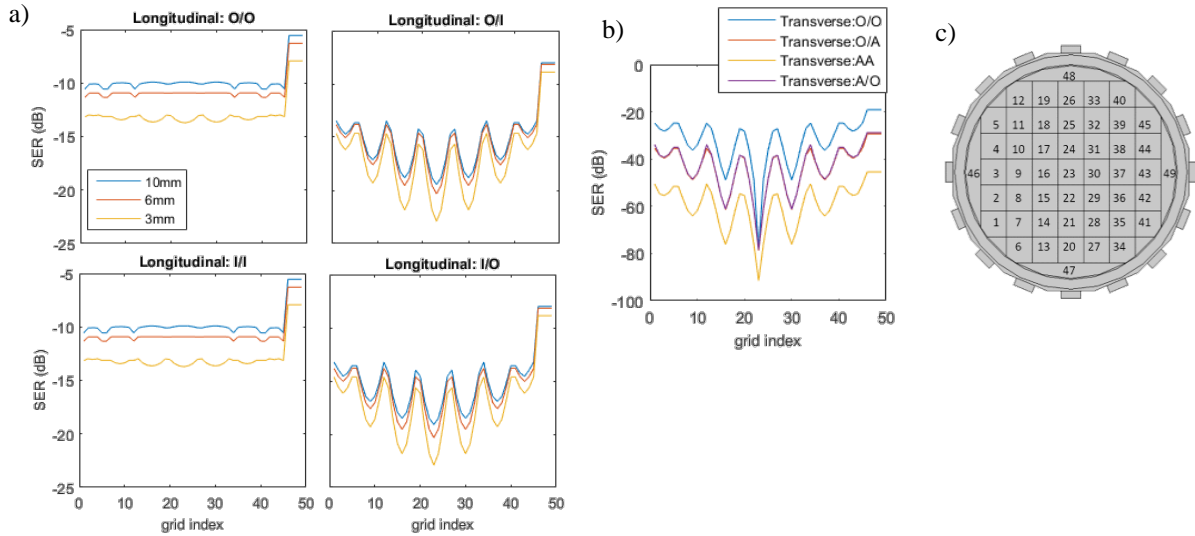 a)
Longitudinal: O/O
-5
-10
-15
-20
-25
SER (dB)
10mm
6mm
3mm
Longitudinal: O/I
Longitudinal: I/I
-5
-10
-15
-20
-25
SER (dB)
0 10 20 30 40 50
grid index
Longitudinal: I/O
0 10 20 30 40 50
grid index
b)
Transverse:O/O
Transverse:O/A
Transverse:AA
Transverse:A/O
0
-20
-40
-60
-80
-100
SER (dB)
0 10 20 30 40 50
grid index
c)
48
12 19 26 33 40
5 11 18 25 32 39 45
4 10 17 24 31 38 44
46 3 9 16 23 30 37 43 49
2 8 15 22 29 36 42
1 7 14 21 28 35 41
6 13 20 27 34
47